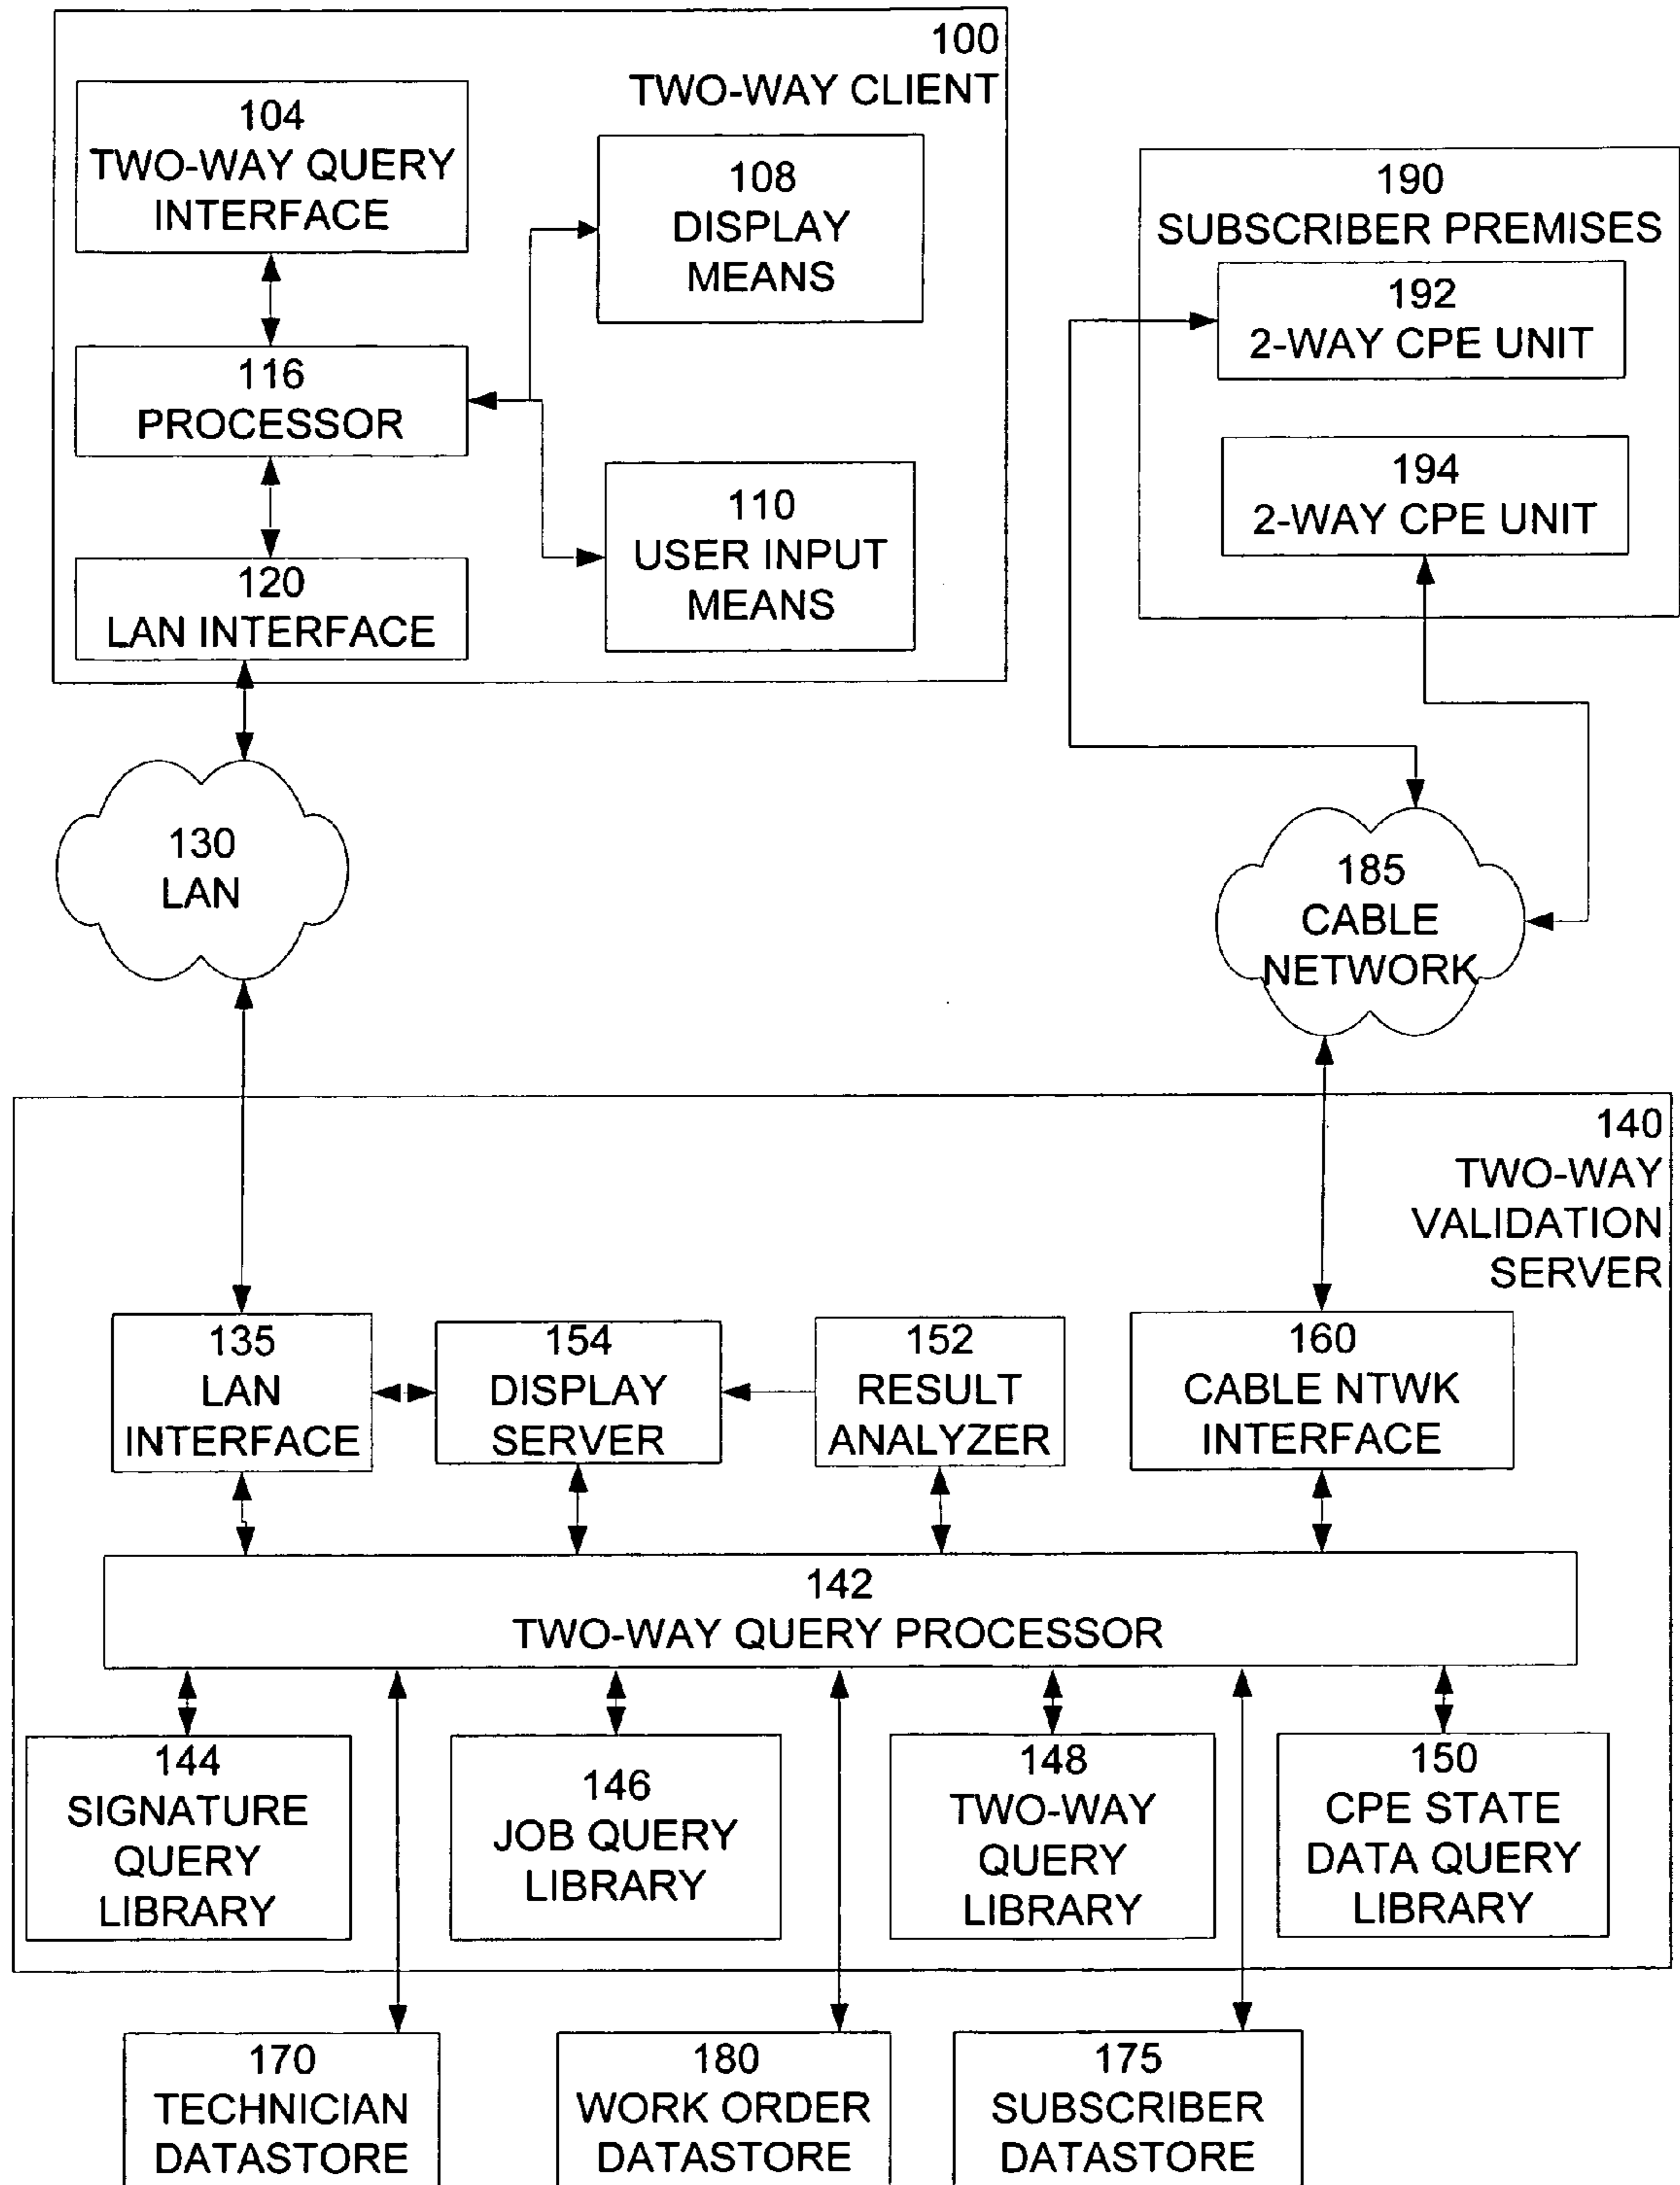 100
TWO-WAY CLIENT
104
TWO-WAY QUERY
INTERFACE
108
DISPLAY
MEANS
116
PROCESSOR
110
USER INPUT
MEANS
120
LAN INTERFACE
190
SUBSCRIBER PREMISES
192
2-WAY CPE UNIT
194
2-WAY CPE UNIT
130
LAN
185
CABLE
NETWORK
140
TWO-WAY
VALIDATION
SERVER
135
LAN
INTERFACE
154
DISPLAY
SERVER
152
RESULT
ANALYZER
160
CABLE NTWK
INTERFACE
142
TWO-WAY QUERY PROCESSOR
144
SIGNATURE
QUERY
LIBRARY
146
JOB QUERY
LIBRARY
148
TWO-WAY
QUERY
LIBRARY
150
CPE STATE
DATA QUERY
LIBRARY
170
TECHNICIAN
DATASTORE
180
WORK ORDER
DATASTORE
175
SUBSCRIBER
DATASTORE